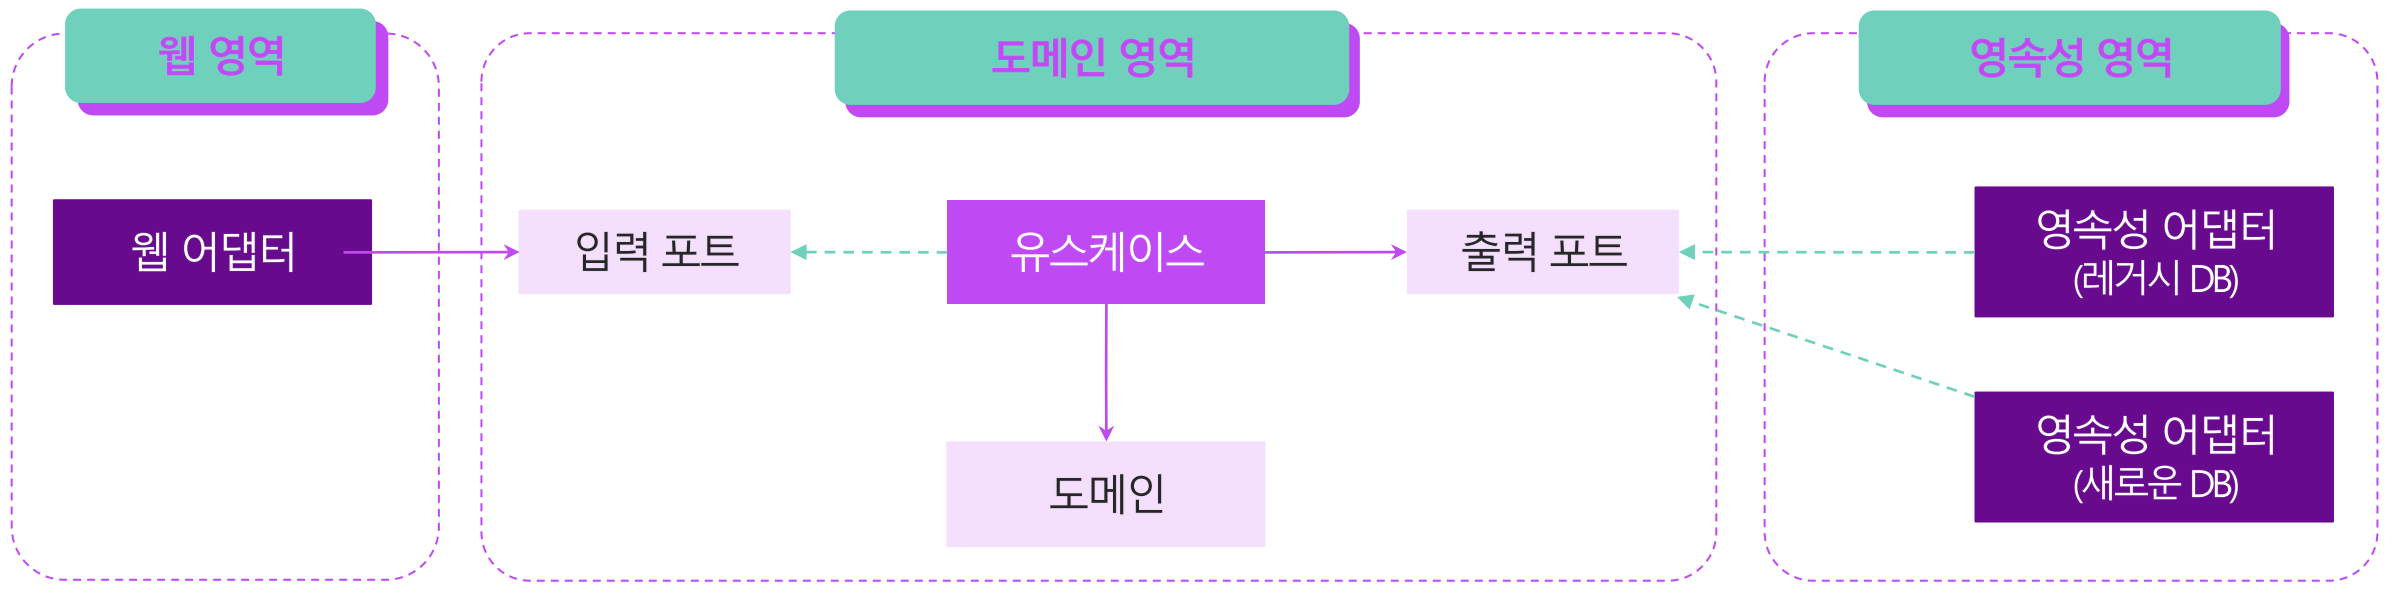 웹 영역
도메인 영역
영속성 영역
웹 어댑터
입력 포트
유스케이스
출력 포트
영속성 어댑터
(레거시 DB)
도메인
영속성 어댑터
(새로운 DB)